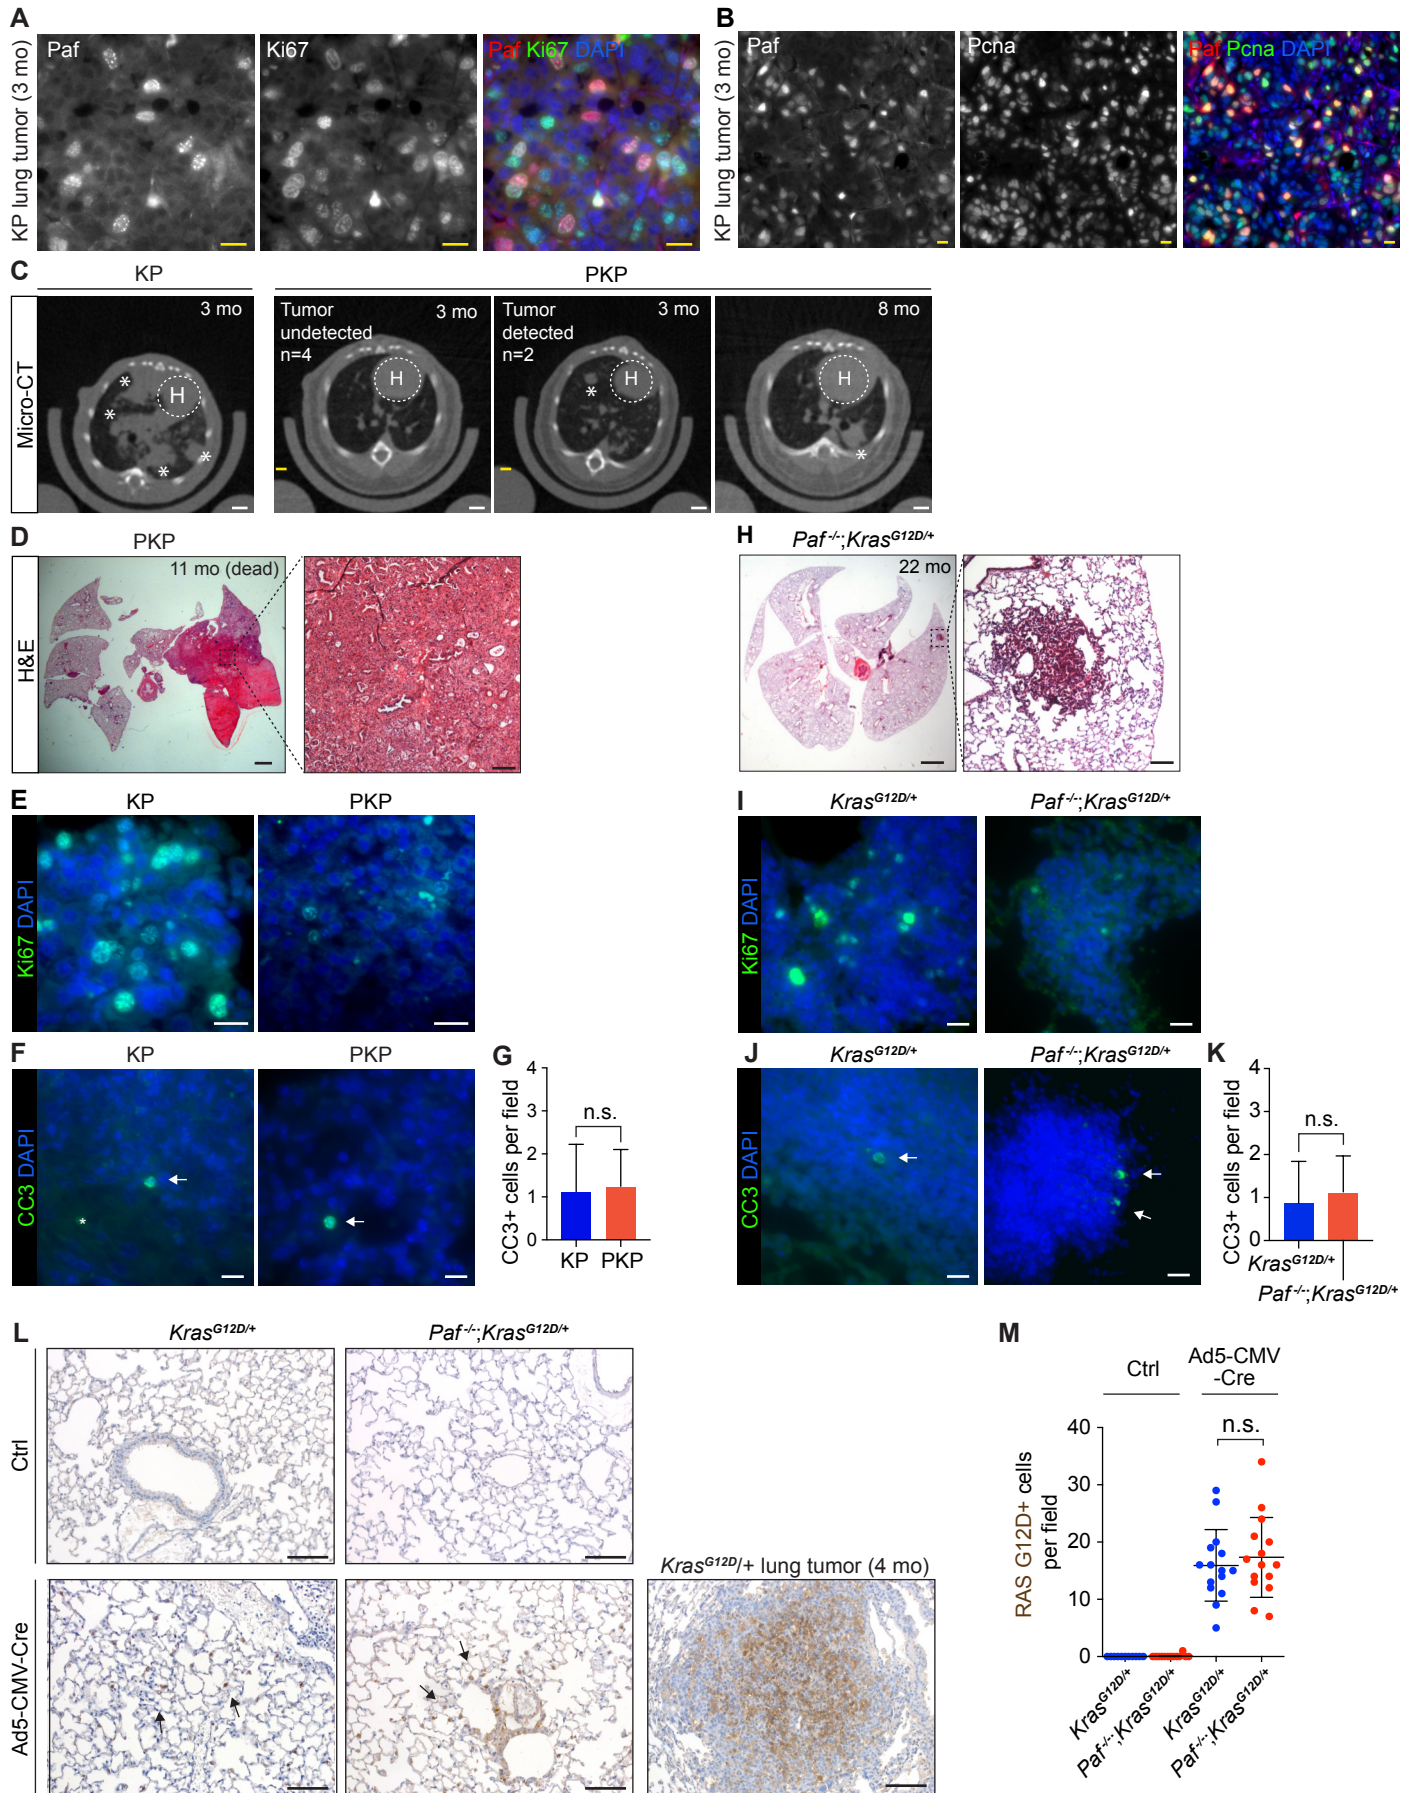 A
KP lung tumor (3 mo)
Paf
Ki67
Paf Ki67 DAPI
B
KP lung tumor (3 mo)
Paf
Pcna
Paf Pcna DAPI
C
KP
PKP
Micro-CT
3 mo
H
*
*
*
*
Tumor
undetected
n=4
3 mo
H
Tumor
detected
n=2
3 mo
H
*
8 mo
H
*
D
PKP
H&E
11 mo (dead)
H
Paf-/-;KrasG12D/+
22 mo
E
KP
PKP
Ki67 DAPI
I
KrasG12D/+
Paf-/-;KrasG12D/+
Ki67 DAPI
F
KP
PKP
CC3 DAPI
*
G
CC3+ cells per field
4
3
2
1
0
n.s.
KP
PKP
J
KrasG12D/+
Paf-/-;KrasG12D/+
CC3 DAPI
K
CC3+ cells per field
4
3
2
1
0
n.s.
KrasG12D/+
Paf-/-;KrasG12D/+
L
KrasG12D/+
Paf-/-;KrasG12D/+
Ctrl
Ad5-CMV-Cre
KrasG12D/+ lung tumor (4 mo)
M
Ctrl
Ad5-CMV
-Cre
RAS G12D+ cells
per field
40
30
20
10
0
n.s.
KrasG12D/+
Paf-/-;KrasG12D/+
KrasG12D/+
Paf-/-;KrasG12D/+